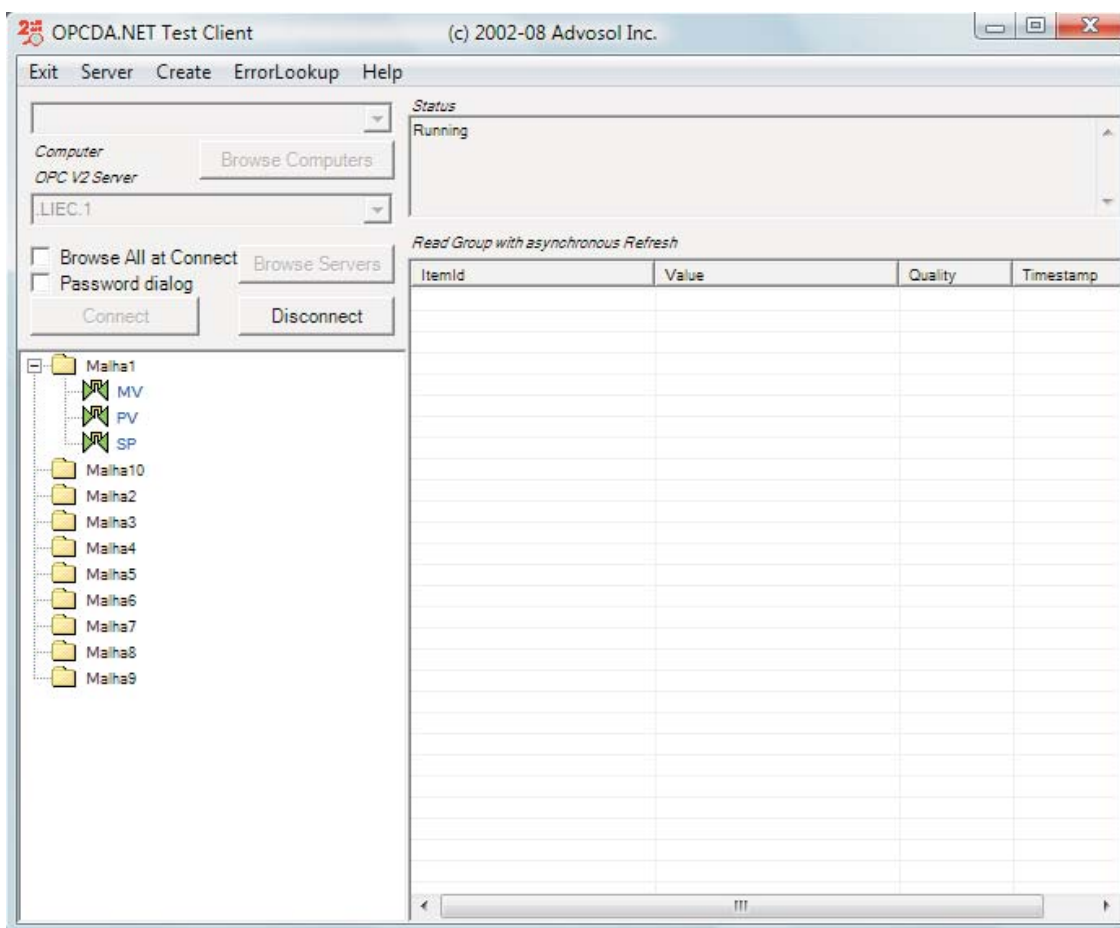 OPCDA.NET Test Client (c) 2002-08 Advosol Inc.
Exit Server Create ErrorLookup Help
Computer
Browse Computers
OPC V2 Server
.LIEC.1
Browse All at Connect
Browse Servers
Password dialog
Connect Disconnect
Malha1
MV
PV
SP
Malha10
Malha2
Malha3
Malha4
Malha5
Malha6
Malha7
Malha8
Malha9
Status
Running
Read Group with asynchronous Refresh
ItemId Value Quality Timestamp